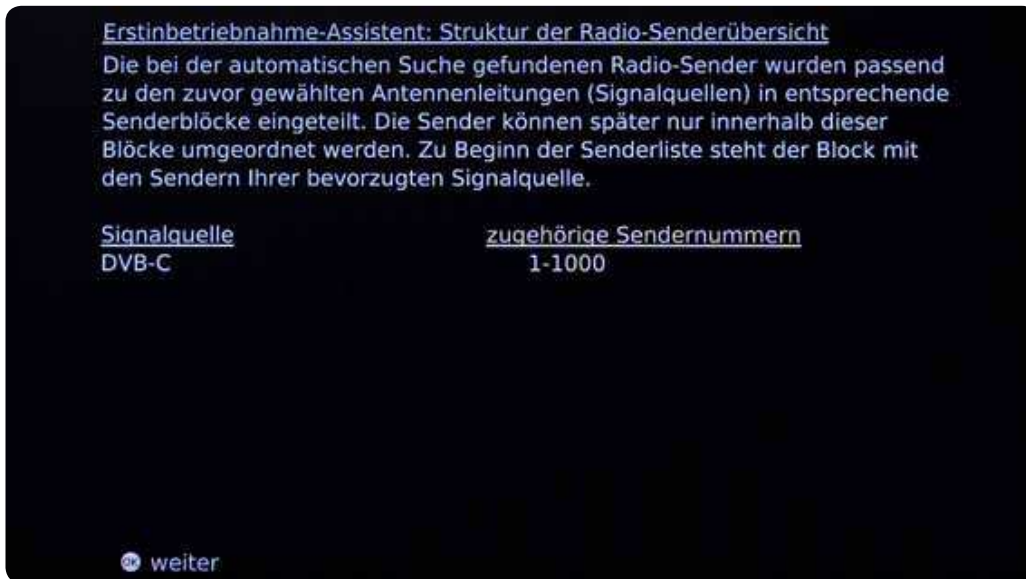 Erstinbetriebnahme-Assistent: Struktur der Radio-Senderübersicht
Die bei der automatischen Suche gefundenen Radio-Sender wurden passend
zu den zuvor gewählten Antennenleitungen (Signalquellen) in entsprechende
Senderblöcke eingeteilt. Die Sender können später nur innerhalb dieser
Blöcke umgeordnet werden. Zu Beginn der Senderliste steht der Block mit
den Sendern Ihrer bevorzugten Signalquelle.
Signalquelle zugehörige Sendernummern
DVB-C 1-1000
OK weiter